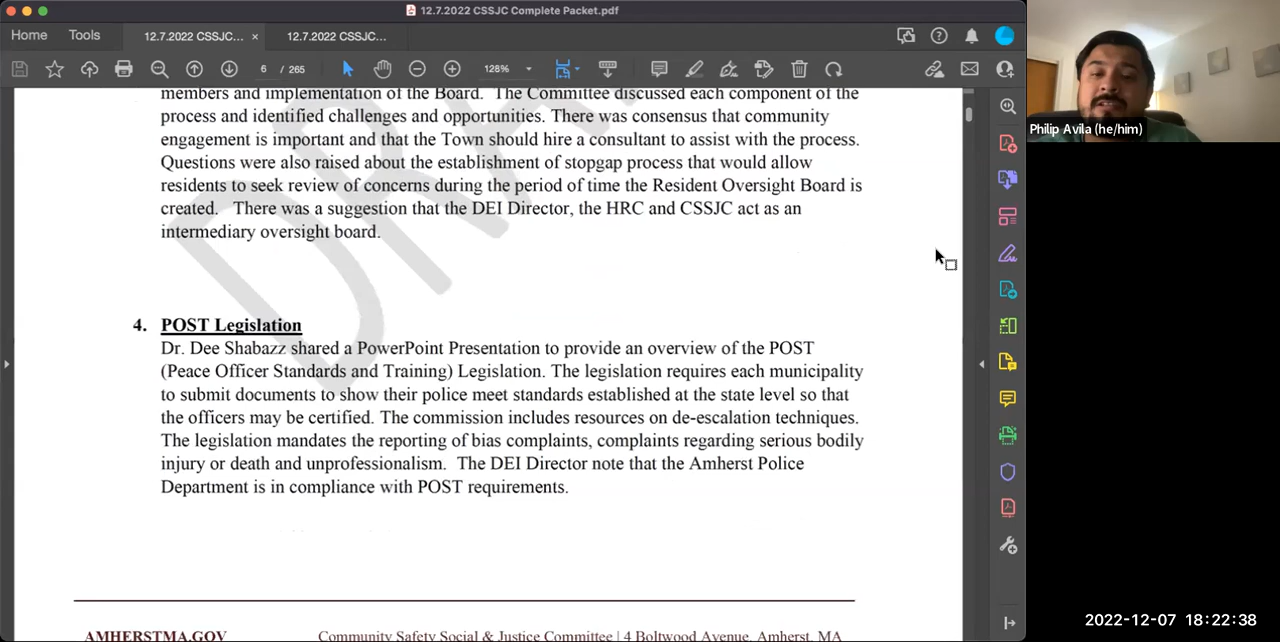 12.7.2022 CSSJC Complete Packet.pdf
Home Tools 12.7.2022 CSSJC... × 12.7.2022 CSSJC...
6 / 265 128%
members and implementation of the Board. The Committee discussed each component of the
process and identified challenges and opportunities. There was consensus that community
engagement is important and that the Town should hire a consultant to assist with the process.
Questions were also raised about the establishment of stopgap process that would allow
residents to seek review of concerns during the period of time the Resident Oversight Board is
created. There was a suggestion that the DEI Director, the HRC and CSSJC act as an
intermediary oversight board.
4. POST Legislation
Dr. Dee Shabazz shared a PowerPoint Presentation to provide an overview of the POST
(Peace Officer Standards and Training) Legislation. The legislation requires each municipality
to submit documents to show their police meet standards established at the state level so that
the officers may be certified. The commission includes resources on de-escalation techniques.
The legislation mandates the reporting of bias complaints, complaints regarding serious bodily
injury or death and unprofessionalism. The DEI Director note that the Amherst Police
Department is in compliance with POST requirements.
AMHERSTMA.GOV Community Safety Social & Justice Committee | 4 Boltwood Avenue, Amherst, MA
Philip Avila (he/him)
2022-12-07 18:22:38